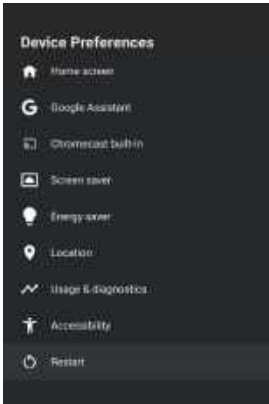 Device Preferences
Home screen
Google Assistant
Chromecast built-in
Screen saver
Energy saver
Location
Usage & diagnostics
Accessibility
Restart